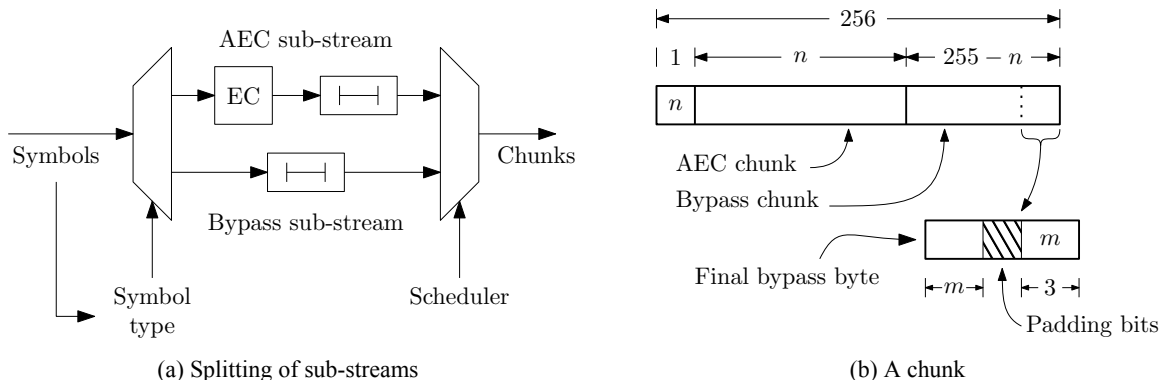 AEC sub-stream
EC
Symbols
Chunks
Bypass sub-stream
Symbol
type
Scheduler
(a) Splitting of sub-streams
256
1 n 255 − n
n
AEC chunk
Bypass chunk
m
Final bypass byte
m 3
Padding bits
(b) A chunk